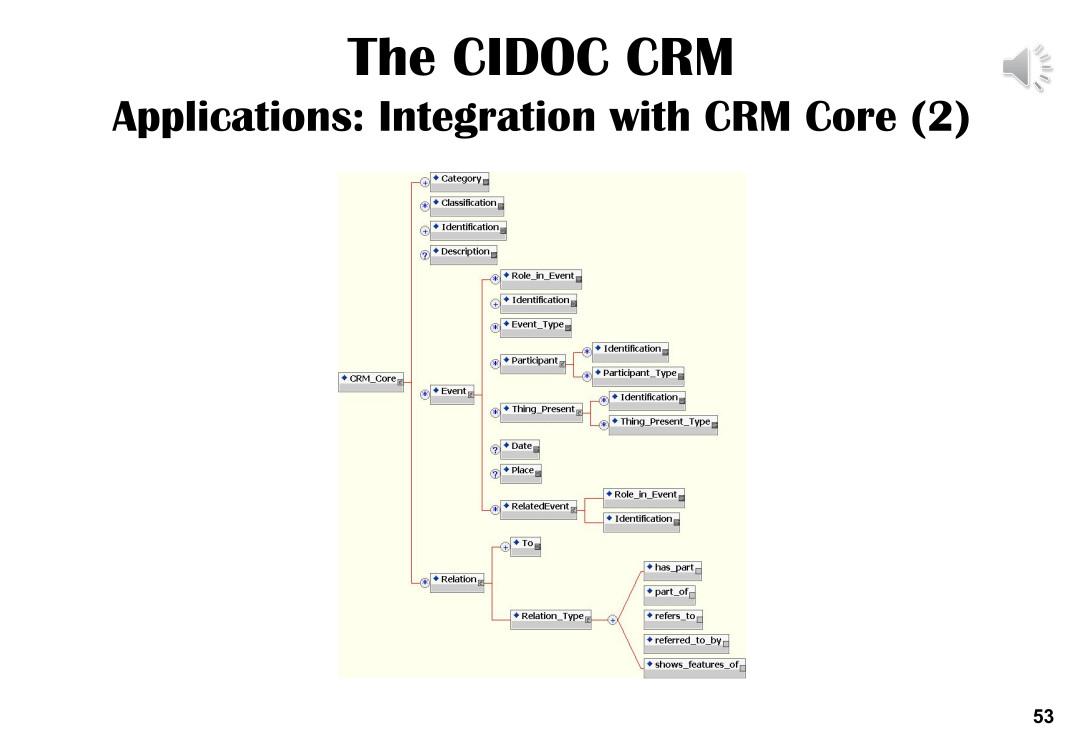 The CIDOC CRM
Applications: Integration with CRM Core (2)
Category
Classification
Identification
Description
Role_in_Event
Identification
Event_Type
Identification
Participant
Participant_Type
CRM_Core
Event
Identification
Thing_Present
Thing_Present_Type
Date
Place
Role_in_Event
RelatedEvent
Identification
To
has_part
Relation
part_of
Relation_Type
refers_to
referred_to_by
shows_features_of
53